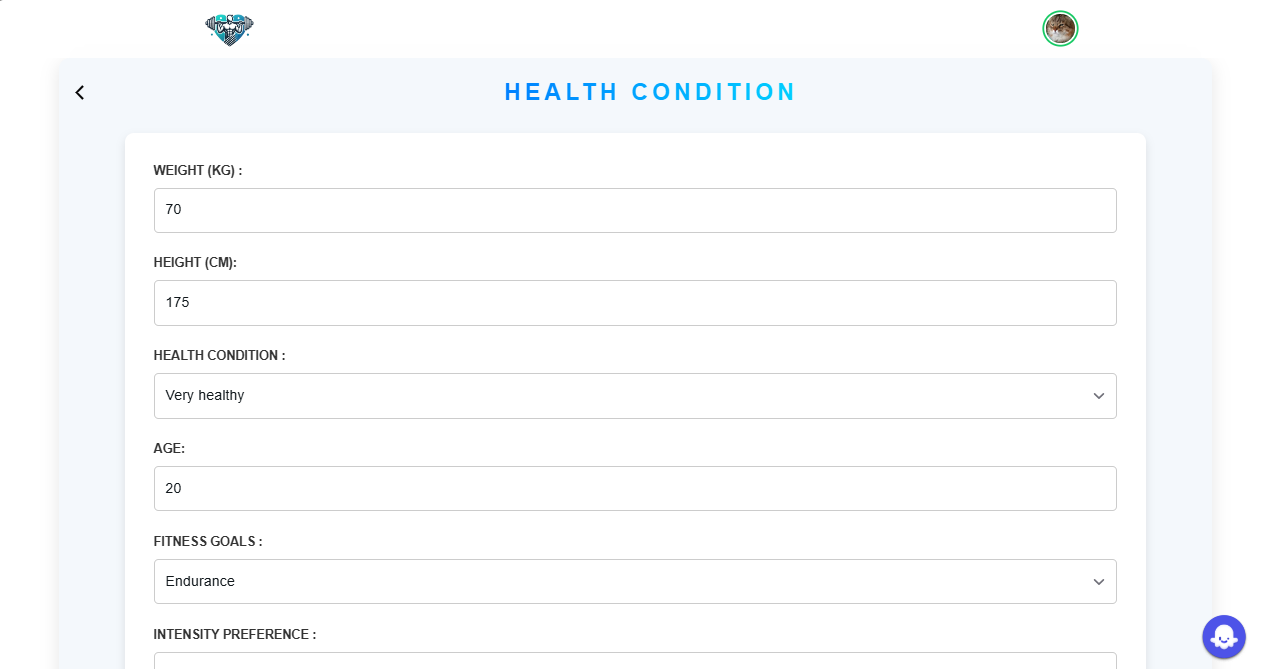 HEALTH CONDITION
WEIGHT (KG) :
70
HEIGHT (CM):
175
HEALTH CONDITION :
Very healthy
AGE:
20
FITNESS GOALS :
Endurance
INTENSITY PREFERENCE :